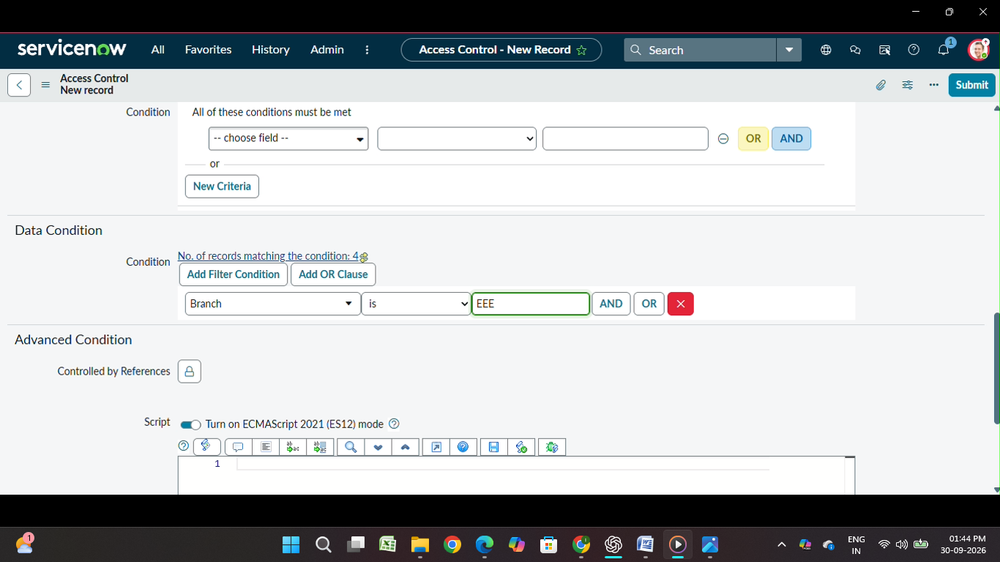 servicenow All Favorites History Admin Access Control - New Record Search 1
Access Control
New record
Submit
Condition All of these conditions must be met
-- choose field -- OR AND
or
New Criteria
Data Condition
Condition No. of records matching the condition: 4
Add Filter Condition Add OR Clause
Branch is EEE AND OR
Advanced Condition
Controlled by References
Script Turn on ECMAScript 2021 (ES12) mode
1
1 ENG 01:44 PM
IN 30-09-2026